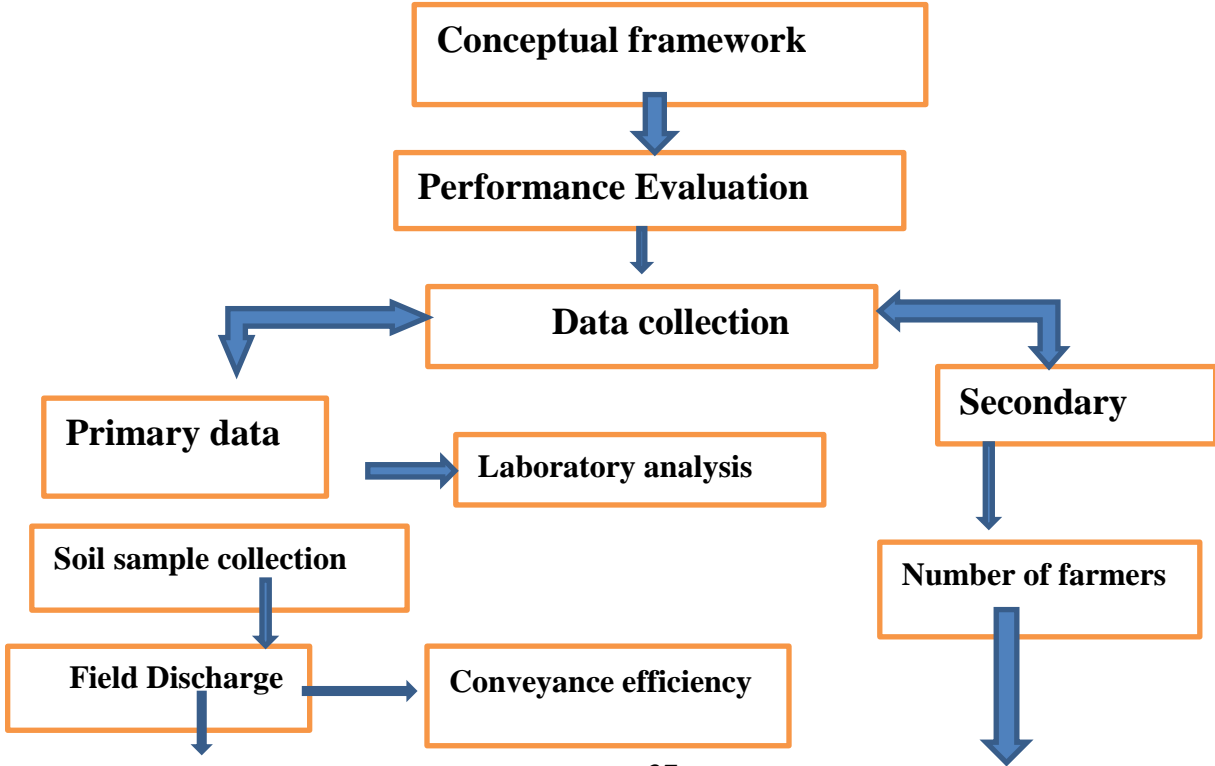 Conceptual framework
Performance Evaluation
Data collection
Primary data
Secondary
Laboratory analysis
Soil sample collection
Number of farmers
Field Discharge
Conveyance efficiency